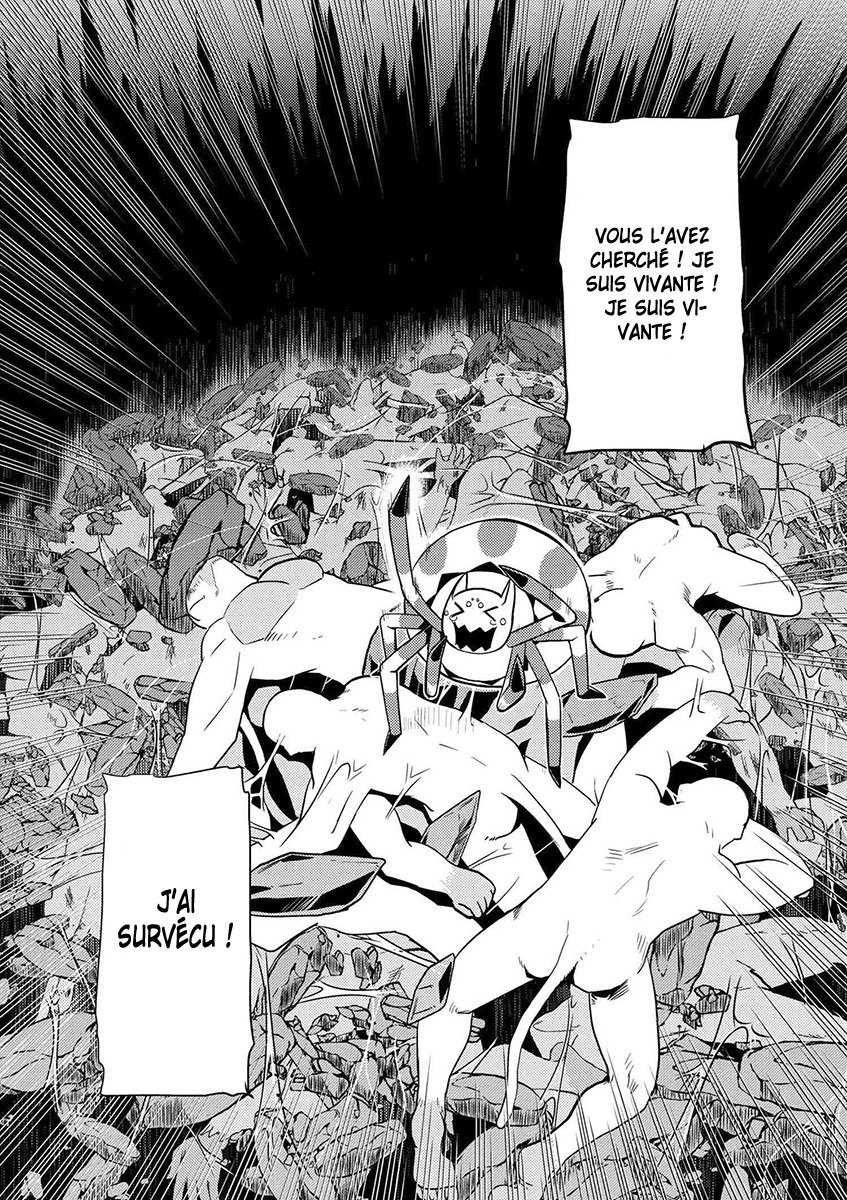 VOUS L'AVEZ
CHERCHÉ ! JE
SUIS VIVANTE !
JE SUIS VI-
VANTE !
J'AI
SURVÉCU !